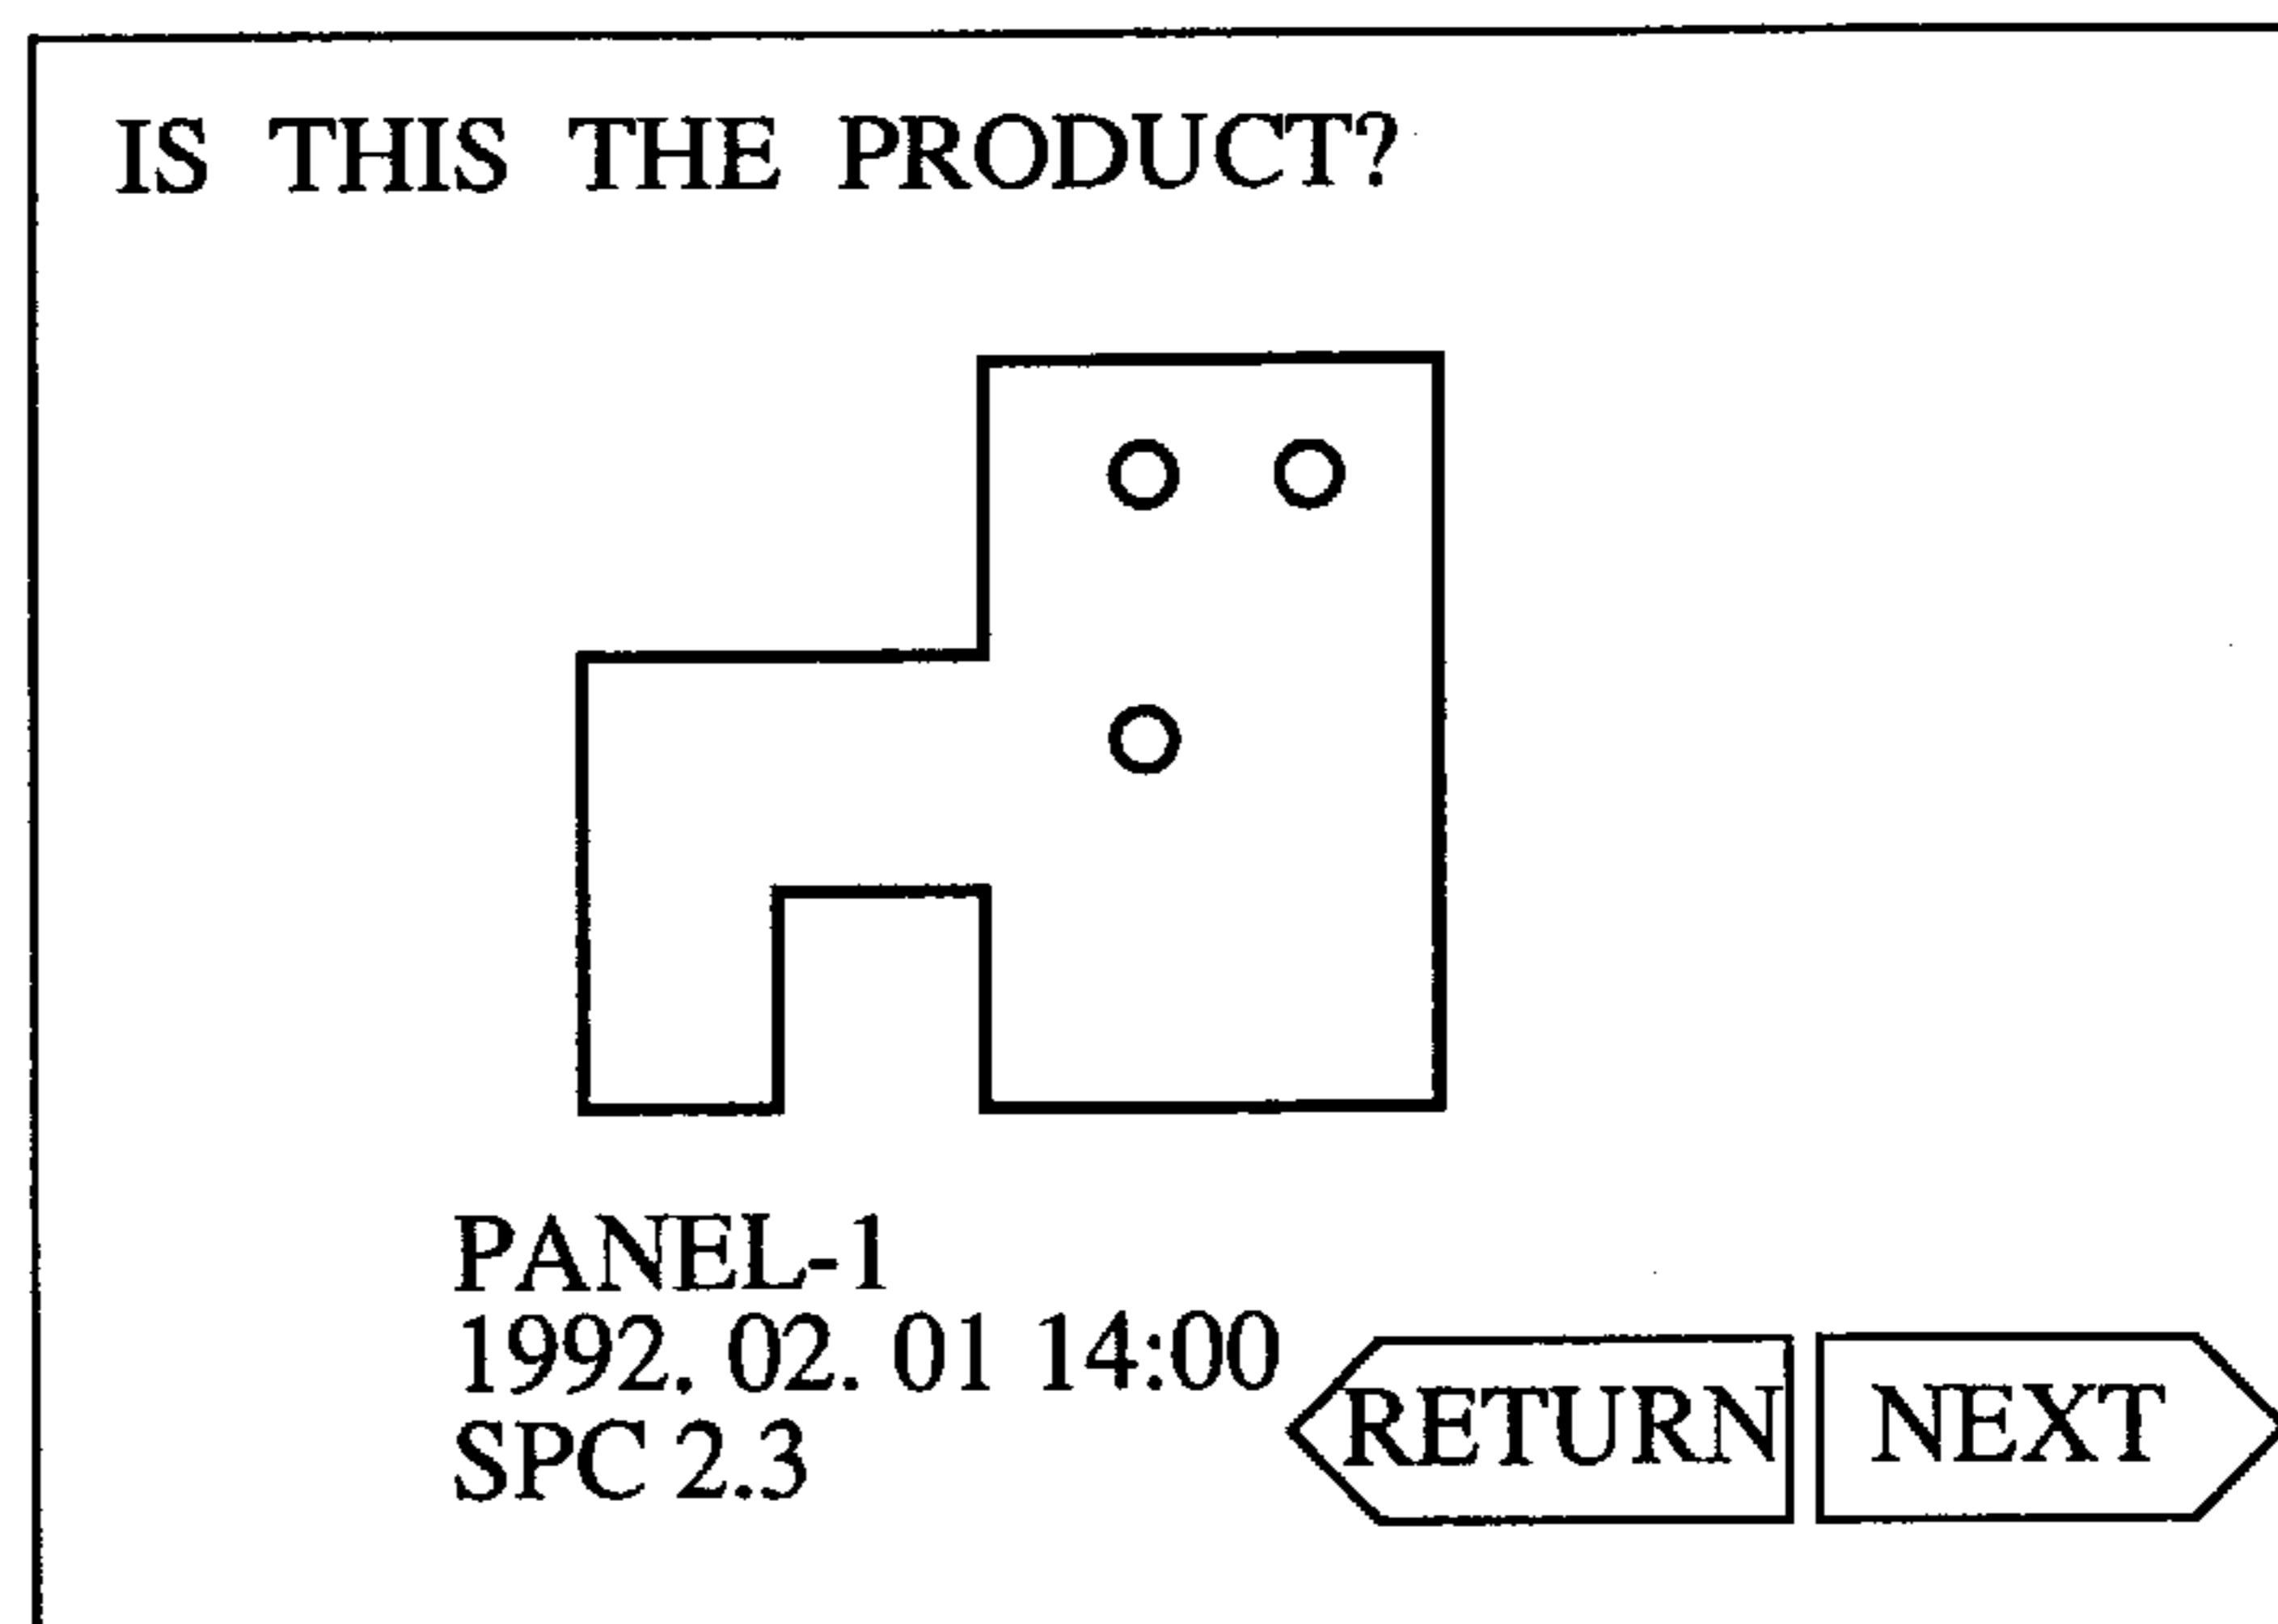 IS THIS THE PRODUCT?
PANEL-1
1992. 02. 01 14:00
SPC 2.3
RETURN
NEXT